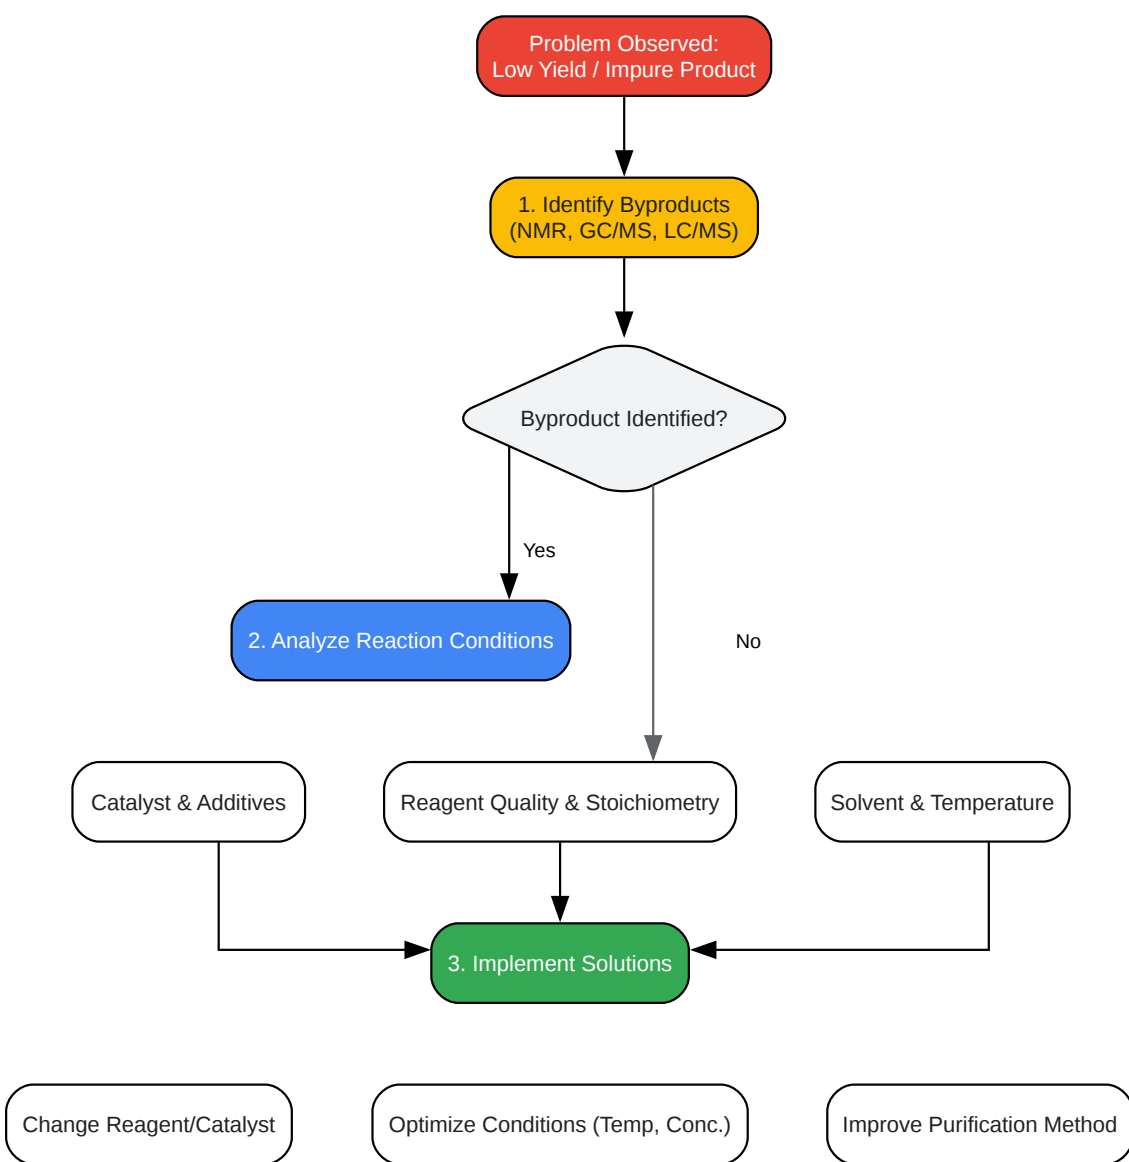 Problem Observed:
Low Yield / Impure Product
1. Identify Byproducts
(NMR, GC/MS, LC/MS)
Byproduct Identified?
Yes
2. Analyze Reaction Conditions
No
Catalyst & Additives
Reagent Quality & Stoichiometry
Solvent & Temperature
3. Implement Solutions
Change Reagent/Catalyst
Optimize Conditions (Temp, Conc.)
Improve Purification Method